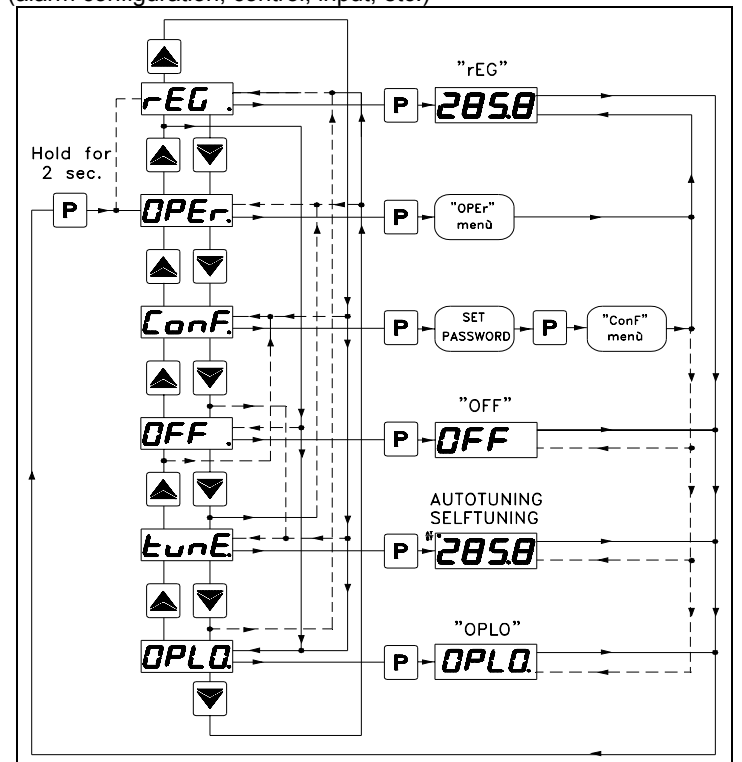 (alarm configuration, control, input, etc.)
"rEG"
rEG .
P
285.8
Hold for
2 sec.
P
OPEr.
P
"OPEr"
menù
ConF.
P
SET
PASSWORD
P
"ConF"
menù
"OFF"
OFF .
P
OFF
AUTOTUNING
SELFTUNING
tunE.
P
285.8
"OPLO"
OPLO.
P
OPLO.